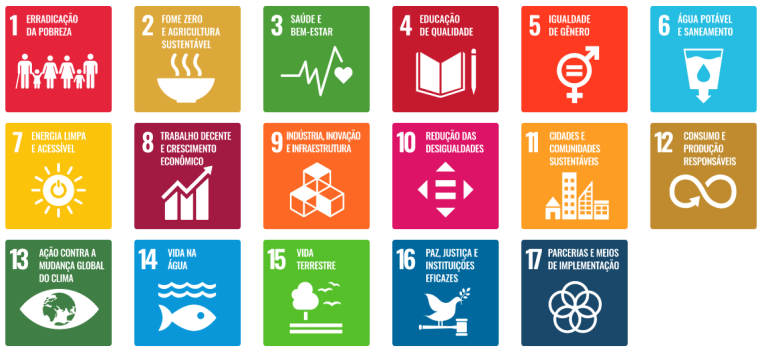 1 ERRADICAÇÃO
DA POBREZA
2 FOME ZERO
E AGRICULTURA
SUSTENTÁVEL
3 SAÚDE E
BEM-ESTAR
4 EDUCAÇÃO
DE QUALIDADE
5 IGUALDADE
DE GÊNERO
6 ÁGUA POTÁVEL
E SANEAMENTO
7 ENERGIA LIMPA
E ACESSÍVEL
8 TRABALHO DECENTE
E CRESCIMENTO
ECONÔMICO
9 INDÚSTRIA, INOVAÇÃO
E INFRAESTRUTURA
10 REDUÇÃO DAS
DESIGUALDADES
11 CIDADES E
COMUNIDADES
SUSTENTÁVEIS
12 CONSUMO E
PRODUÇÃO
RESPONSÁVEIS
13 AÇÃO CONTRA A
MUDANÇA GLOBAL
DO CLIMA
14 VIDA NA
ÁGUA
15 VIDA
TERRESTRE
16 PAZ, JUSTIÇA E
INSTITUIÇÕES
EFICAZES
17 PARCERIAS E MEIOS
DE IMPLEMENTAÇÃO